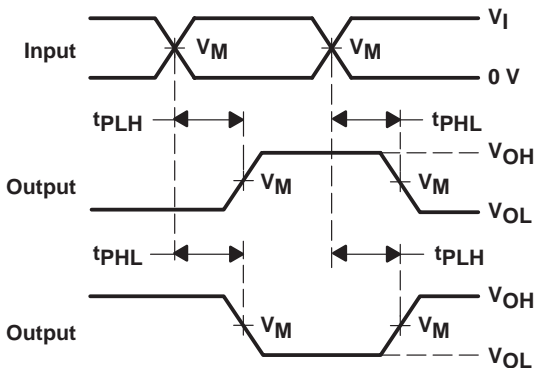 VI
Input VM VM
0 V
tPLH tPHL
VOH
Output VM VM
VOL
tPHL tPLH
VOH
Output VM VM
VOL